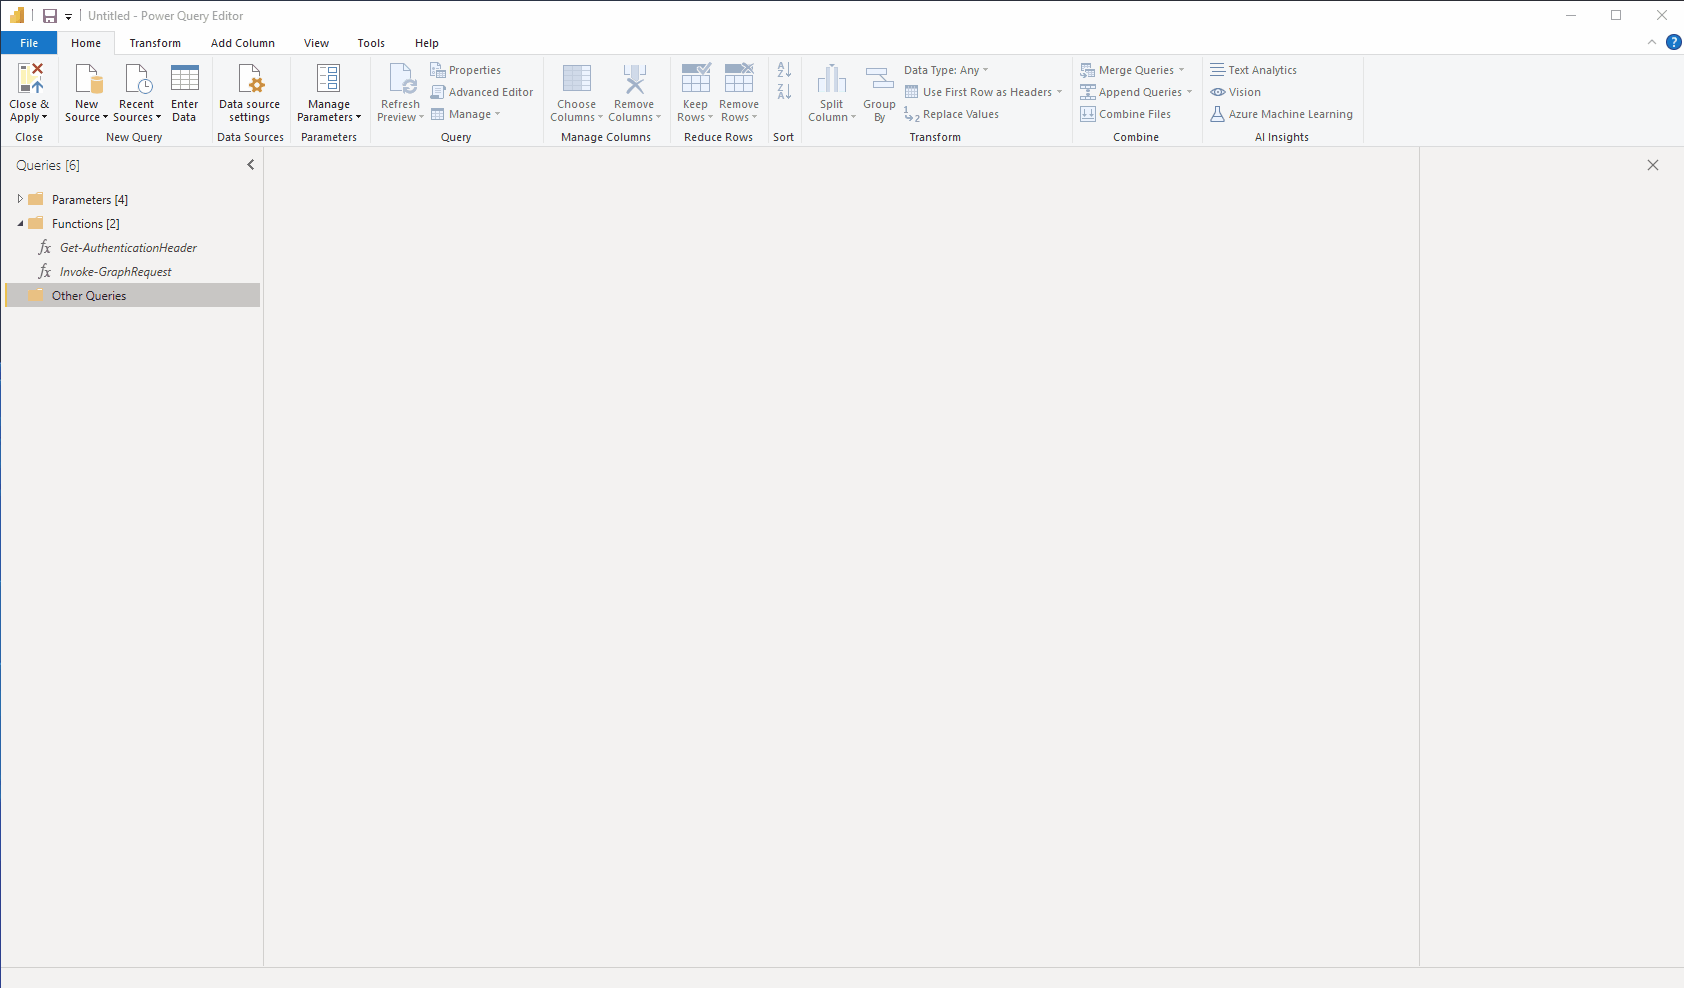 Untitled - Power Query Editor
File Home Transform Add Column View Tools Help
Close & Apply
New Source
Recent Sources
Enter Data
Data source settings
Manage Parameters
Refresh Preview
Properties
Advanced Editor
Manage
Choose Columns
Remove Columns
Keep Rows
Remove Rows
A Z
Z A
Split Column
Group By
Data Type: Any
Use First Row as Headers
1 2 Replace Values
Merge Queries
Append Queries
Combine Files
Text Analytics
Vision
Azure Machine Learning
Close New Query Data Sources Parameters Query Manage Columns Reduce Rows Sort Transform Combine AI Insights
Queries [6]
Parameters [4]
Functions [2]
fx Get-AuthenticationHeader
fx Invoke-GraphRequest
Other Queries